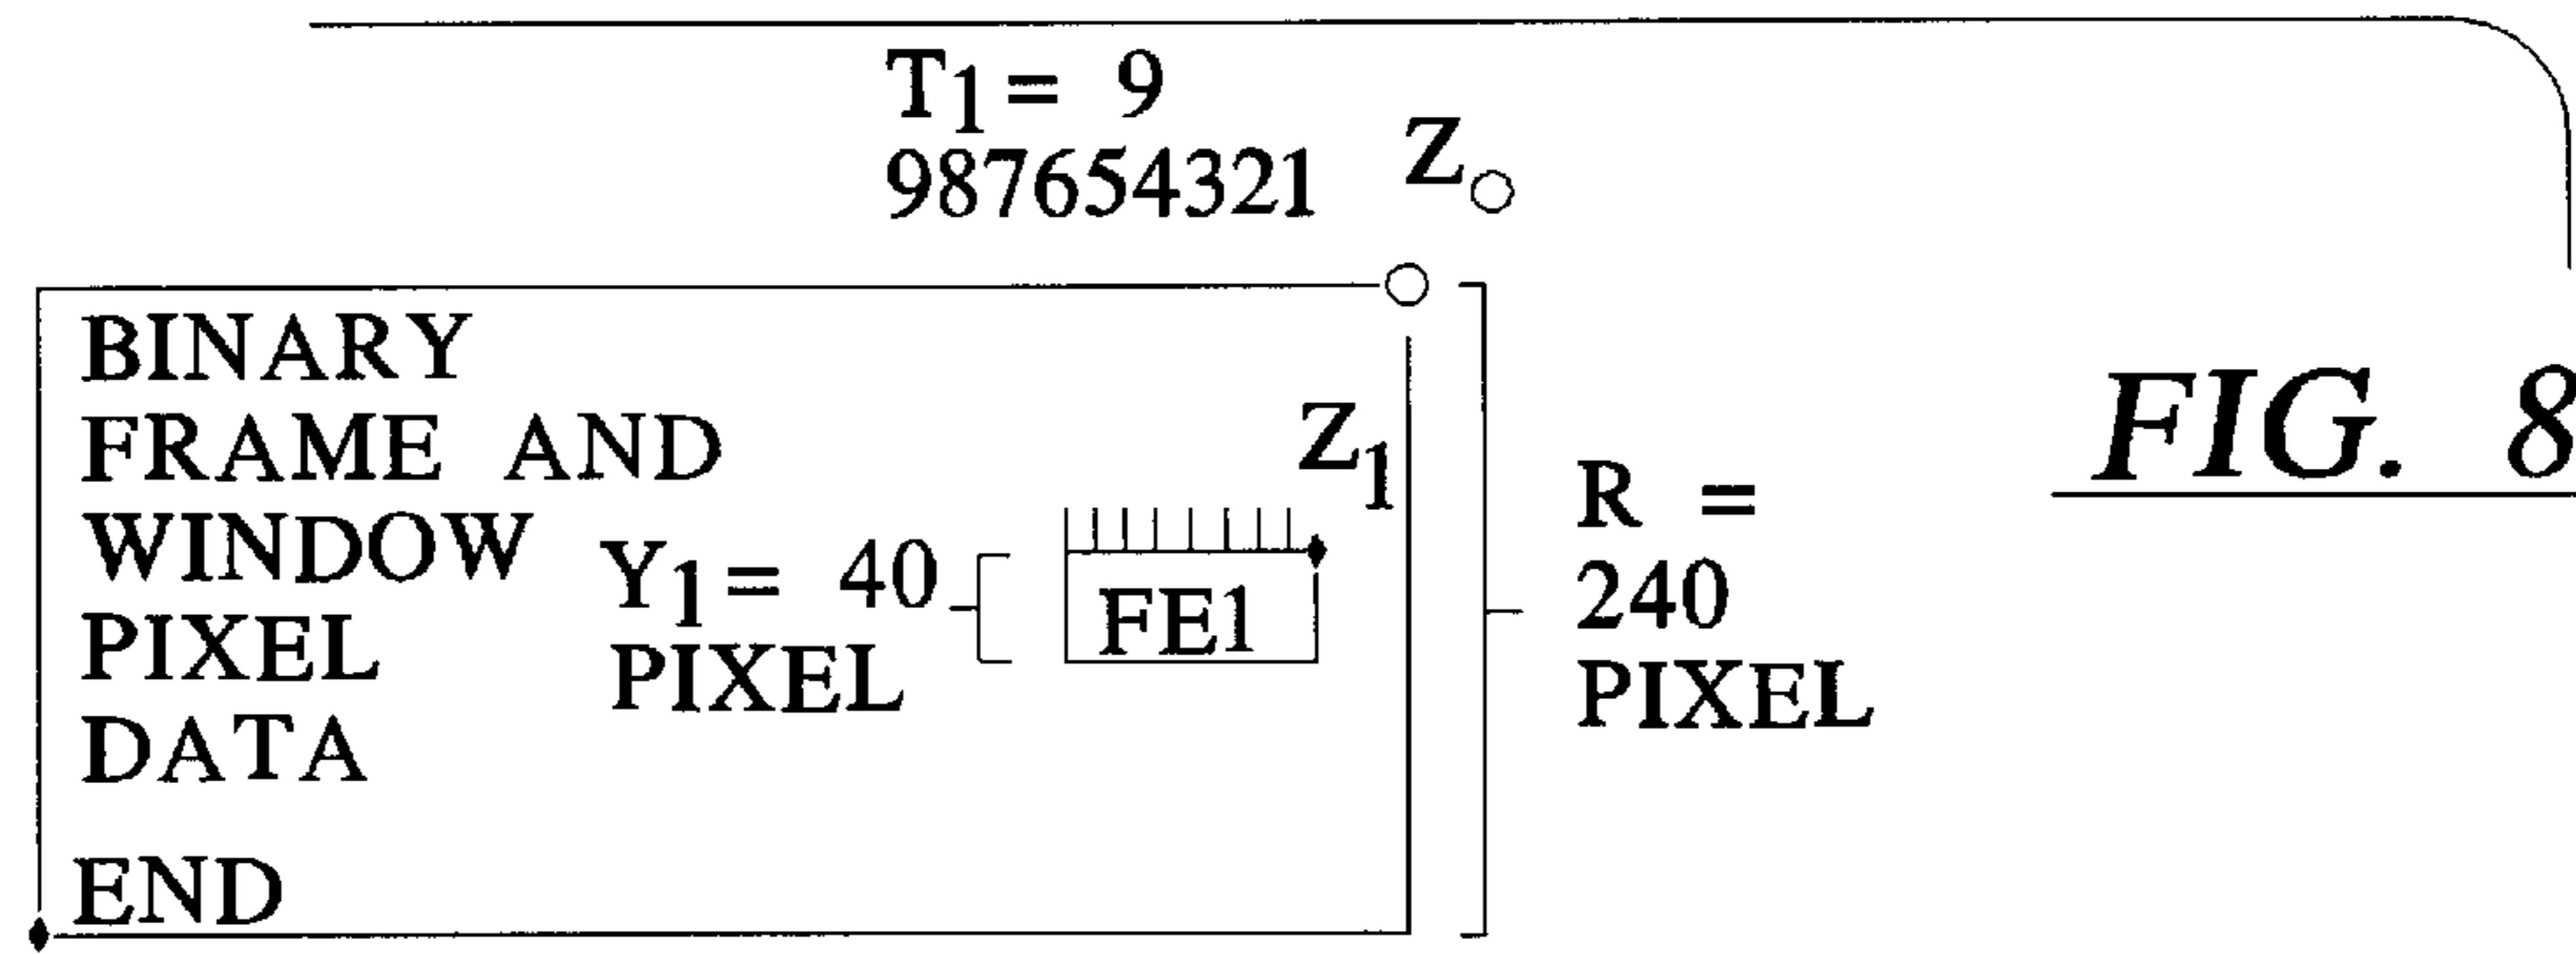 T₁ = 9
987654321
Z₀
BINARY
FRAME AND
WINDOW
PIXEL
DATA
END
Y₁ = 40
PIXEL
Z₁
FE1
R =
240
PIXEL
FIG. 8